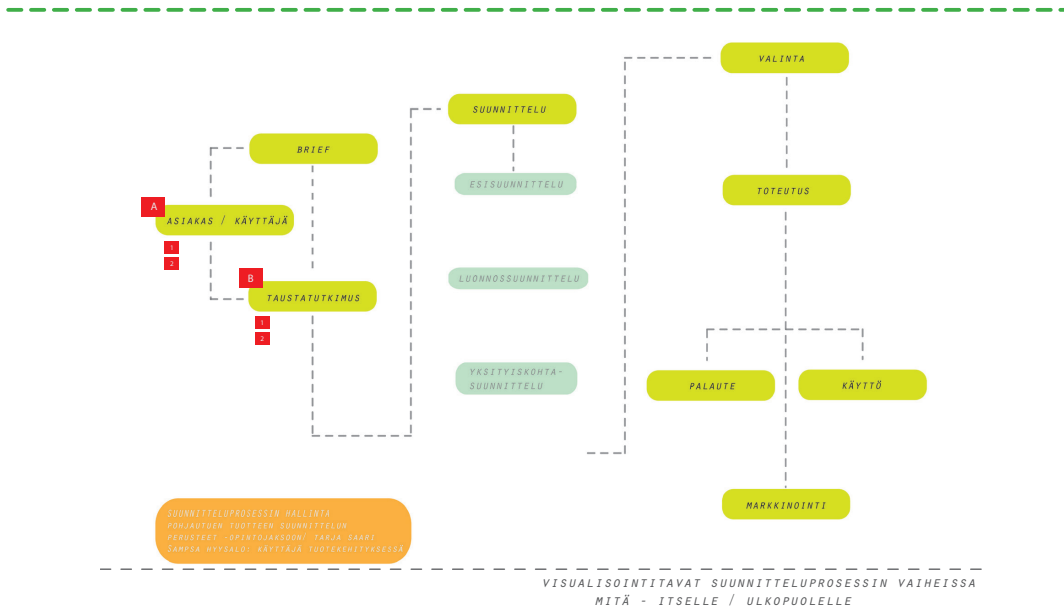 VALINTA
SUUNNITTELU
BRIEF
ESISUUNNITTELU
TOTEUTUS
A
ASIAKAS / KÄYTTÄJÄ
1
2
B
TAUSTATUTKIMUS
1
2
LUONNOSSUUNNITTELU
YKSITYISKOHTA-
SUUNNITTELU
PALAUTE
KÄYTTÖ
MARKKINOINTI
SUUNNITTELUPROSESSIN HALLINTA
POHJAUTUEN TUOTTEEN SUUNNITTELUN
PERUSTEET -OPINTOJAKSOON/ TARJA SAARI
SAMPSA HYYSALO: KÄYTTÄJÄ TUOTEKEHITYKSESSÄ
VISUALISOINTITAVAT SUUNNITTELUPROSESSIN VAIHEISSA
MITÄ - ITSELLE / ULKOPUOLELLE